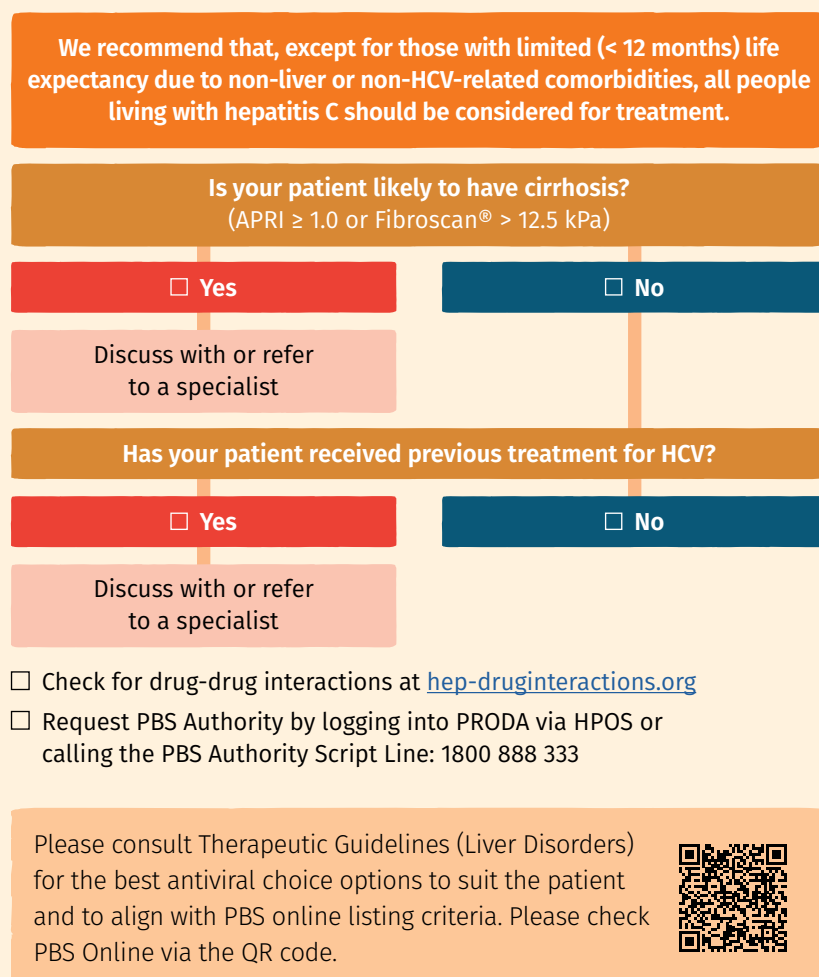 We recommend that, except for those with limited (< 12 months) life
expectancy due to non-liver or non-HCV-related comorbidities, all people
living with hepatitis C should be considered for treatment.
Is your patient likely to have cirrhosis?
(APRI ≥ 1.0 or Fibroscan® > 12.5 kPa)
☐ Yes
☐ No
Discuss with or refer
to a specialist
Has your patient received previous treatment for HCV?
☐ Yes
☐ No
Discuss with or refer
to a specialist
☐ Check for drug-drug interactions at hep-druginteractions.org
☐ Request PBS Authority by logging into PRODA via HPOS or
calling the PBS Authority Script Line: 1800 888 333
Please consult Therapeutic Guidelines (Liver Disorders)
for the best antiviral choice options to suit the patient
and to align with PBS online listing criteria. Please check
PBS Online via the QR code.